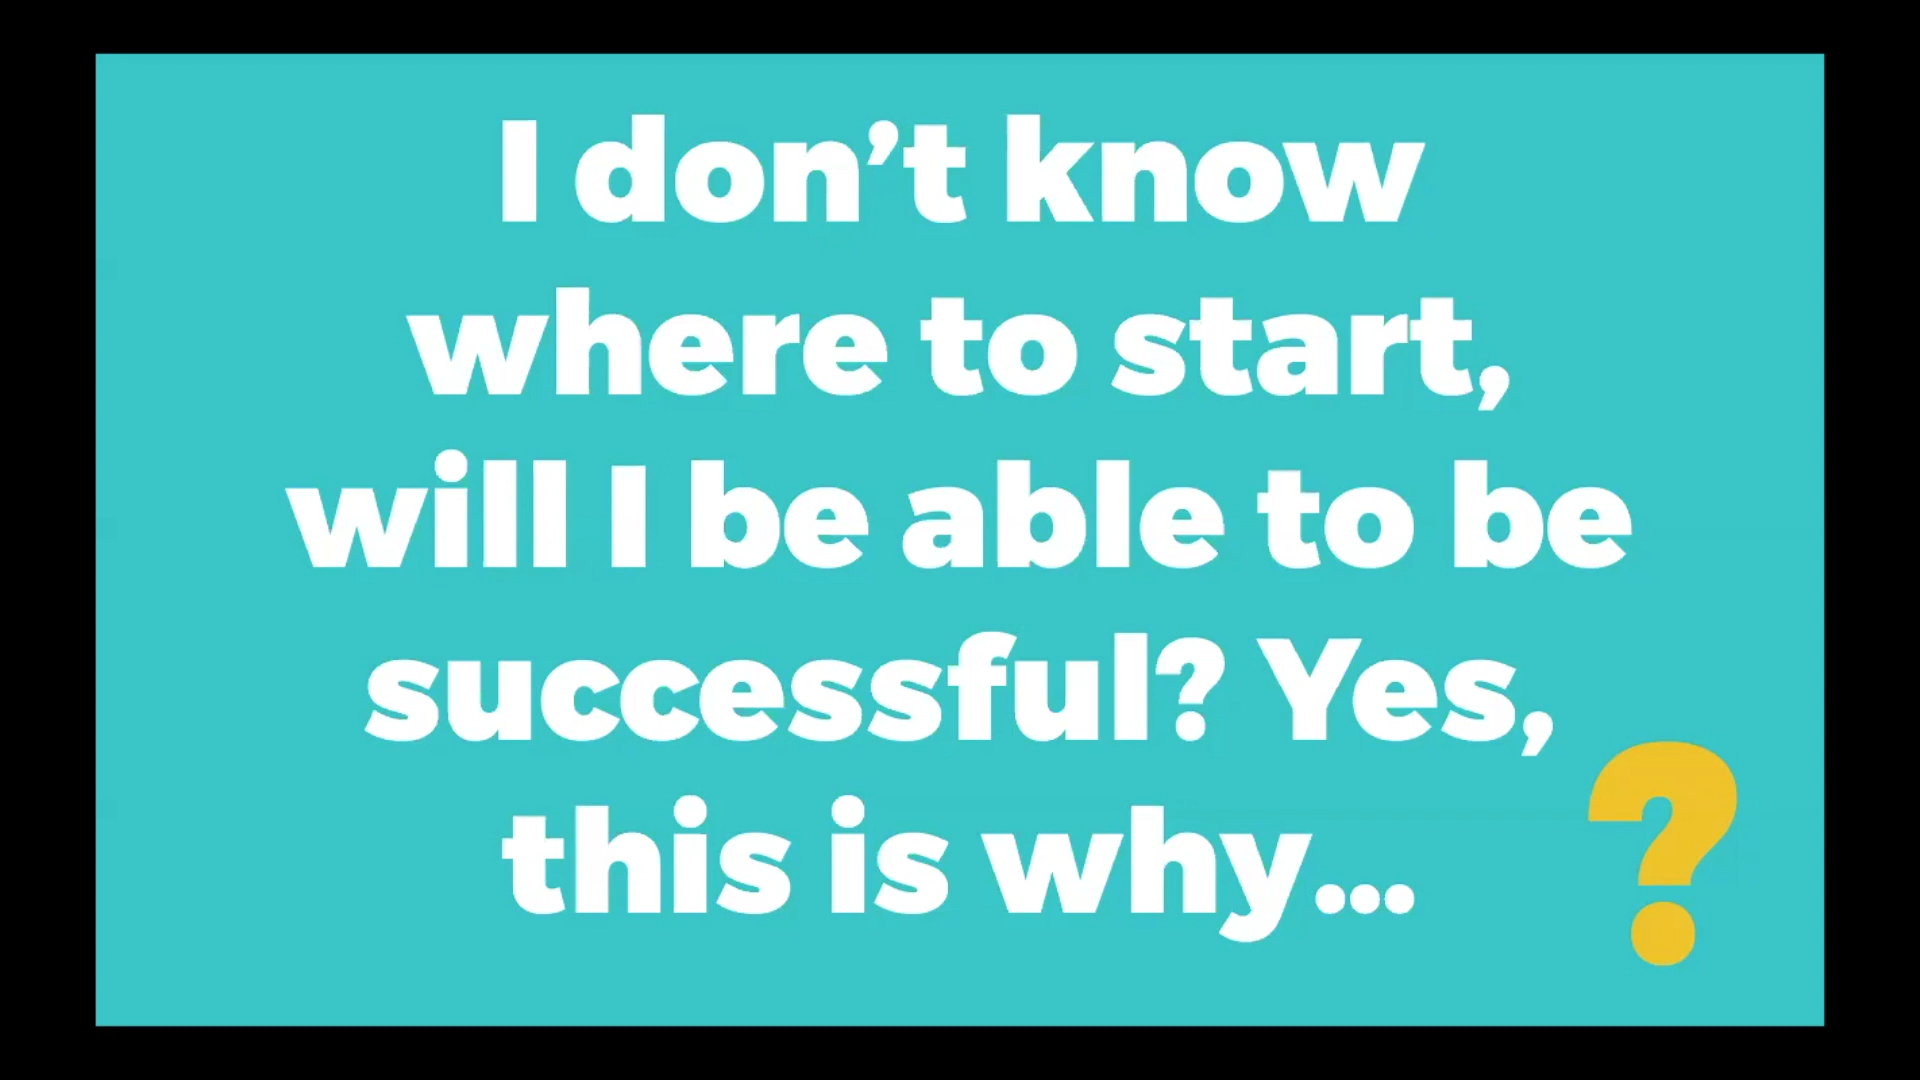 I don’t know
where to start,
will I be able to be
successful? Yes,
this is why...
?